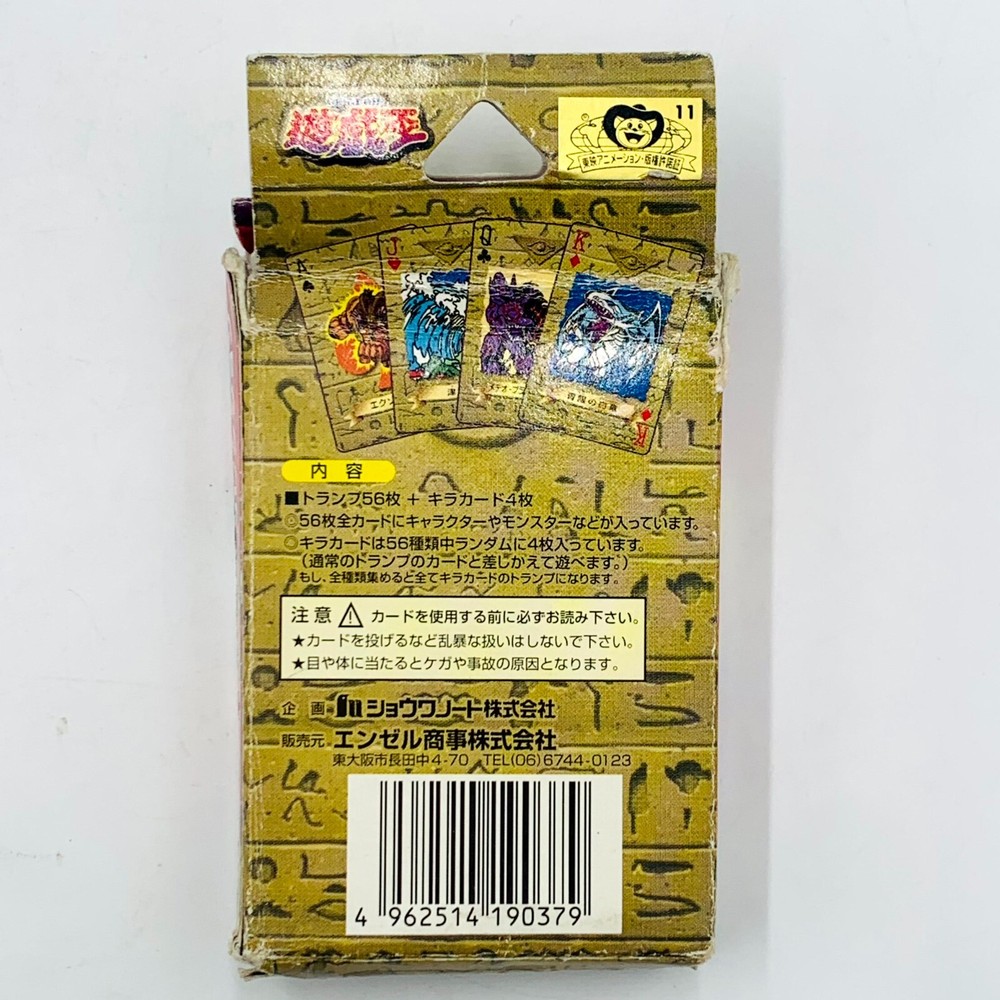 遊戯王
11
東映アニメーション・版権許諾証
A
J
Q
K
青眼の白龍
K
内容
■トランプ56枚 + キラカード4枚
◎56枚全カードにキャラクターやモンスターなどが入っています。
◎キラカードは56種類中ランダムに4枚入っています。
(通常のトランプのカードと差しかえて遊べます。)
もし、全種類集めると全てキラカードのトランプになります。
注意 ⚠ カードを使用する前に必ずお読み下さい。
★カードを投げるなど乱暴な扱いはしないで下さい。
★目や体に当たるとケガや事故の原因となります。
企画 ショウワノート株式会社
販売元 エンゼル商事株式会社
東大阪市長田中4-70 TEL(06)6744-0123
4 962514 190379